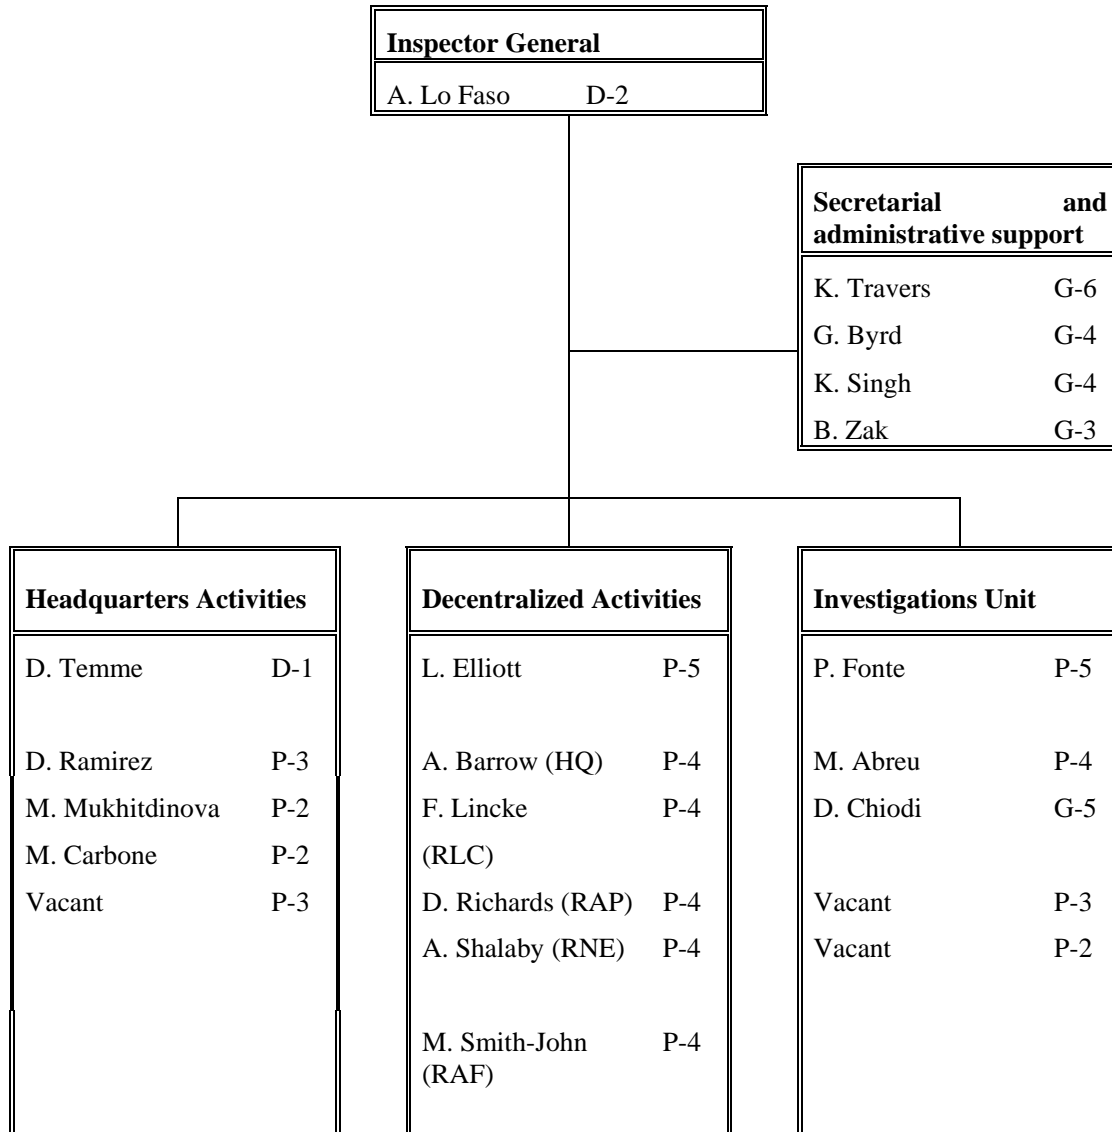 Inspector General
A. Lo Faso D-2
Secretarial and
administrative support
K. Travers G-6
G. Byrd G-4
K. Singh G-4
B. Zak G-3
Headquarters Activities
D. Temme D-1
D. Ramirez P-3
M. Mukhitdinova P-2
M. Carbone P-2
Vacant P-3
Decentralized Activities
L. Elliott P-5
A. Barrow (HQ) P-4
F. Lincke P-4
(RLC)
D. Richards (RAP) P-4
A. Shalaby (RNE) P-4
M. Smith-John P-4
(RAF)
Investigations Unit
P. Fonte P-5
M. Abreu P-4
D. Chiodi G-5
Vacant P-3
Vacant P-2